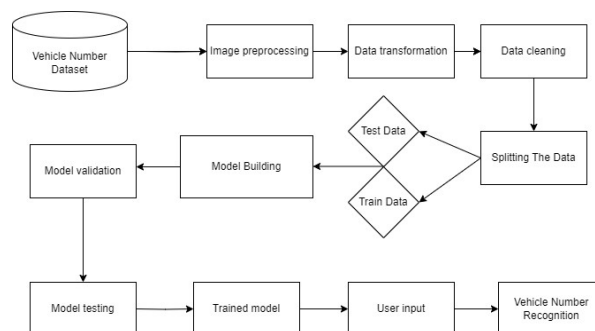 Vehicle Number
Dataset
Image preprocessing
Data transformation
Data cleaning
Splitting The Data
Test Data
Train Data
Model Building
Model validation
Model testing
Trained model
User input
Vehicle Number
Recognition